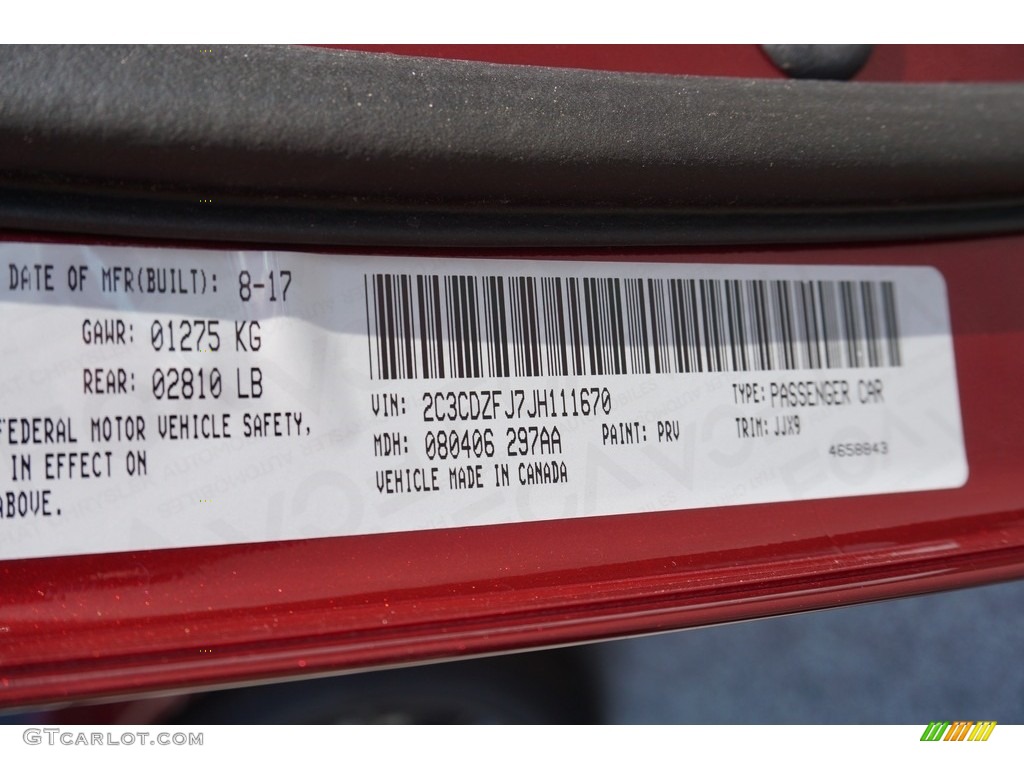 DATE OF MFR(BUILT): 8-17
GAWR: 01275 KG
REAR: 02810 LB
FEDERAL MOTOR VEHICLE SAFETY,
IN EFFECT ON
ABOVE.
VIN: 2C3CDZFJ7JH111670
TYPE: PASSENGER CAR
MDH: 080406 297AA
PAINT: PRV
TRIM: JJX9
VEHICLE MADE IN CANADA
4658843
GTCARLOT.COM